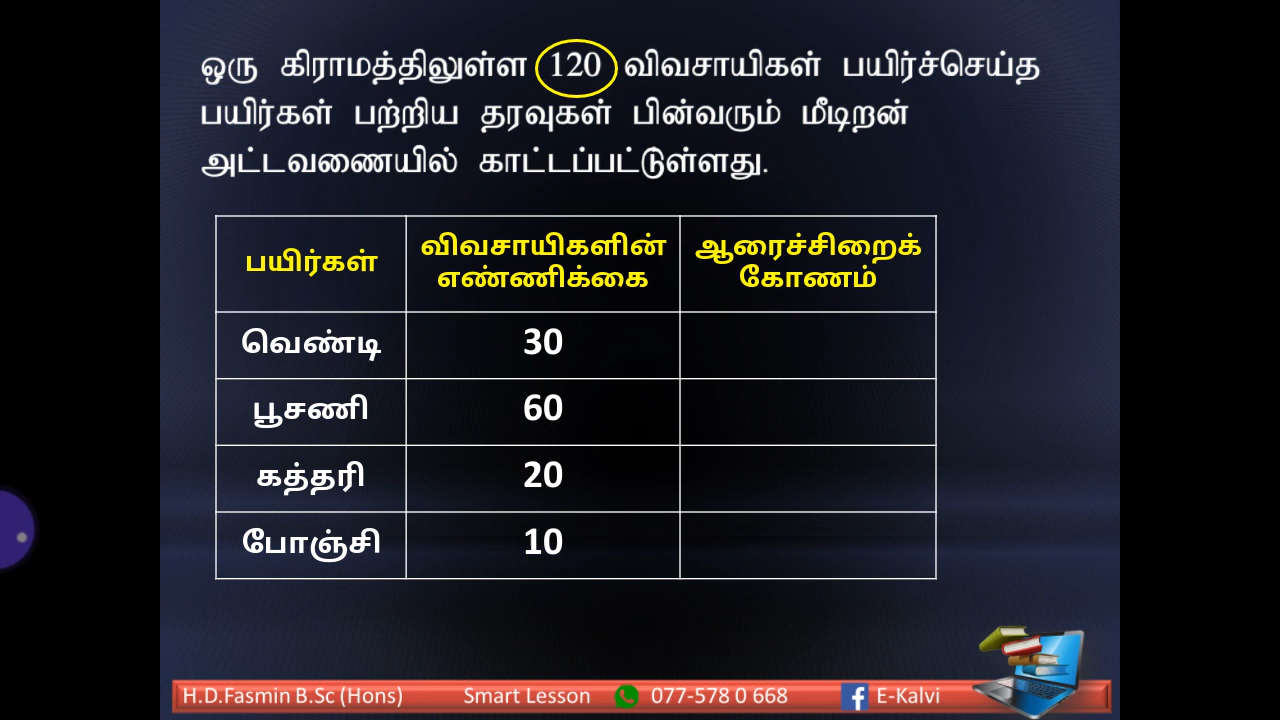 ஒரு கிராமத்திலுள்ள 120 விவசாயிகள் பயிர்ச்செய்த
பயிர்கள் பற்றிய தரவுகள் பின்வரும் மீடிறன்
அட்டவணையில் காட்டப்பட்டுள்ளது.
பயிர்கள் விவசாயிகளின் எண்ணிக்கை ஆரைச்சிறைக் கோணம்
வெண்டி 30
பூசணி 60
கத்தரி 20
போஞ்சி 10
H.D.Fasmin B.Sc (Hons) Smart Lesson 077-578 0 668 E-Kalvi